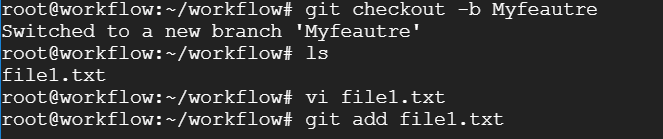 root@workflow:~/workflow# git checkout -b Myfeautre
Switched to a new branch 'Myfeautre'
root@workflow:~/workflow# ls
file1.txt
root@workflow:~/workflow# vi file1.txt
root@workflow:~/workflow# git add file1.txt